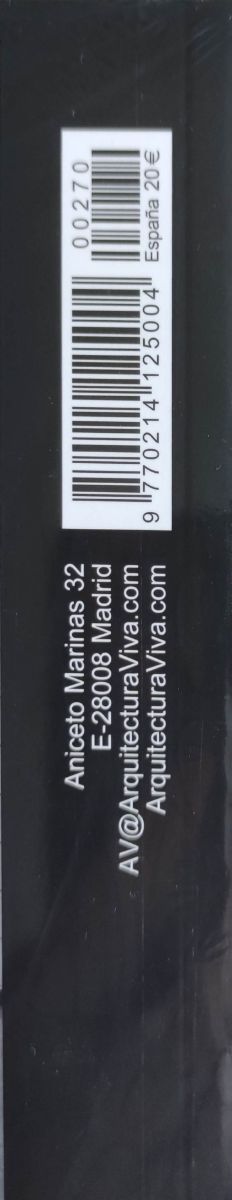 Aniceto Marinas 32
E-28008 Madrid
AV@ArquitecturaViva.com
ArquitecturaViva.com
00270
9 770214 125004
España 20 €